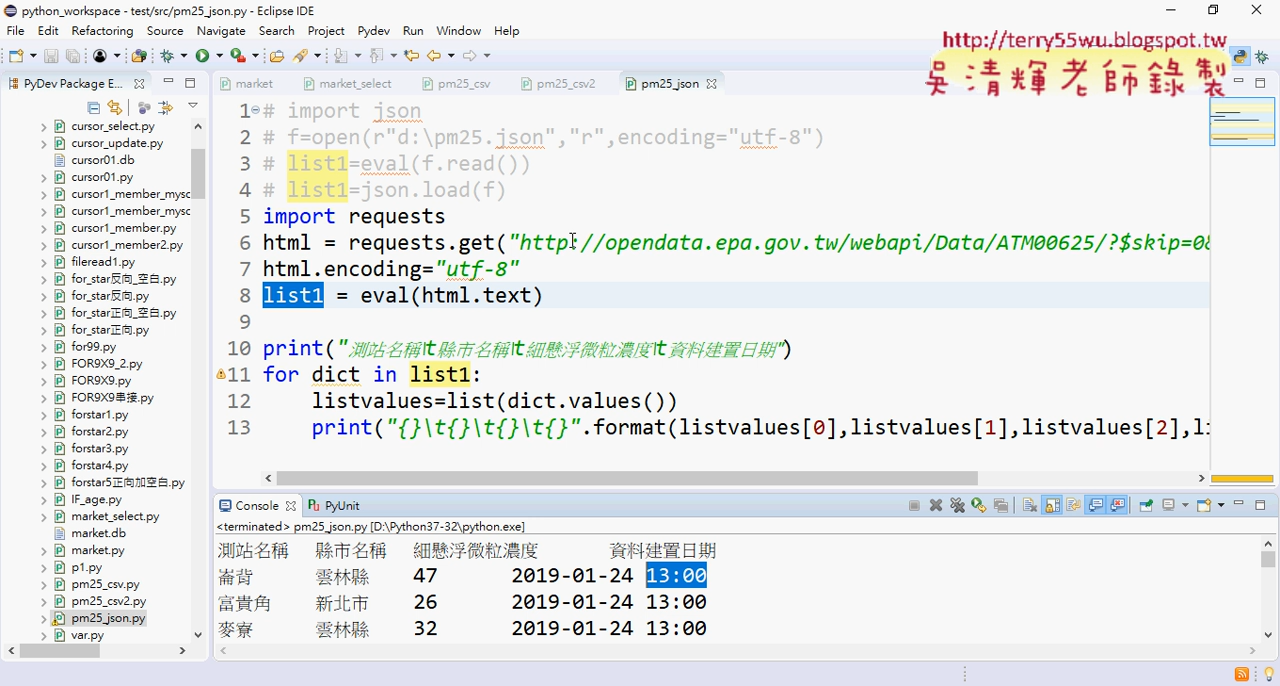 python_workspace - test/src/pm25_json.py - Eclipse IDE
File Edit Refactoring Source Navigate Search Project Pydev Run Window Help
http://terry55wu.blogspot.tw
吳清輝老師錄製
PyDev Package E...
market market_select pm25_csv pm25_csv2 pm25_json
cursor_select.py
cursor_update.py
cursor01.db
cursor01.py
cursor1_member_mysc
cursor1_member_mysc
cursor1_member.py
cursor1_member2.py
fileread1.py
for_star反向_空白.py
for_star反向.py
for_star正向_空白.py
for_star正向.py
for99.py
FOR9X9_2.py
FOR9X9.py
FOR9X9串接.py
forstar1.py
forstar2.py
forstar3.py
forstar4.py
forstar5正向加空白.py
IF_age.py
market_select.py
market.db
market.py
p1.py
pm25_csv.py
pm25_csv2.py
pm25_json.py
var.py
1 # import json
2 # f=open(r"d:\pm25.json","r",encoding="utf-8")
3 # list1=eval(f.read())
4 # list1=json.load(f)
5 import requests
6 html = requests.get("http://opendata.epa.gov.tw/webapi/Data/ATM00625/?$skip=0&
7 html.encoding="utf-8"
8 list1 = eval(html.text)
9
10 print("測站名稱\t縣市名稱\t細懸浮微粒濃度\t資料建置日期")
11 for dict in list1:
12 listvalues=list(dict.values())
13 print("{}\t{}\t{}\t{}".format(listvalues[0],listvalues[1],listvalues[2],li
Console PyUnit
<terminated> pm25_json.py [D:\Python37-32\python.exe]
測站名稱 縣市名稱 細懸浮微粒濃度 資料建置日期
崙背 雲林縣 47 2019-01-24 13:00
富貴角 新北市 26 2019-01-24 13:00
麥寮 雲林縣 32 2019-01-24 13:00